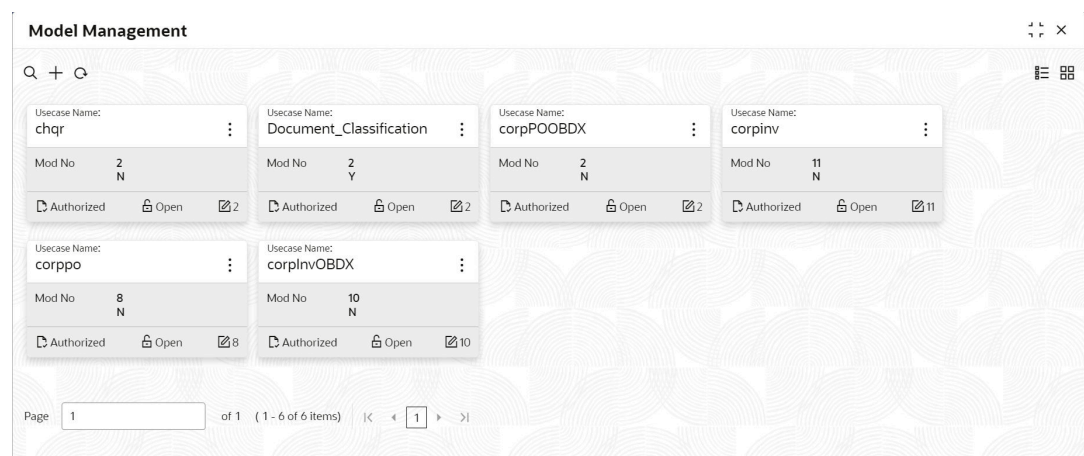 Model Management
Usecase Name:
chqr
Mod No 2
N
Authorized Open 2
Usecase Name:
Document_Classification
Mod No 2
Y
Authorized Open 2
Usecase Name:
corpPOOBDX
Mod No 2
N
Authorized Open 2
Usecase Name:
corpinv
Mod No 11
N
Authorized Open 11
Usecase Name:
corppo
Mod No 8
N
Authorized Open 8
Usecase Name:
corpInvOBDX
Mod No 10
N
Authorized Open 10
Page 1 of 1 ( 1 - 6 of 6 items) 1